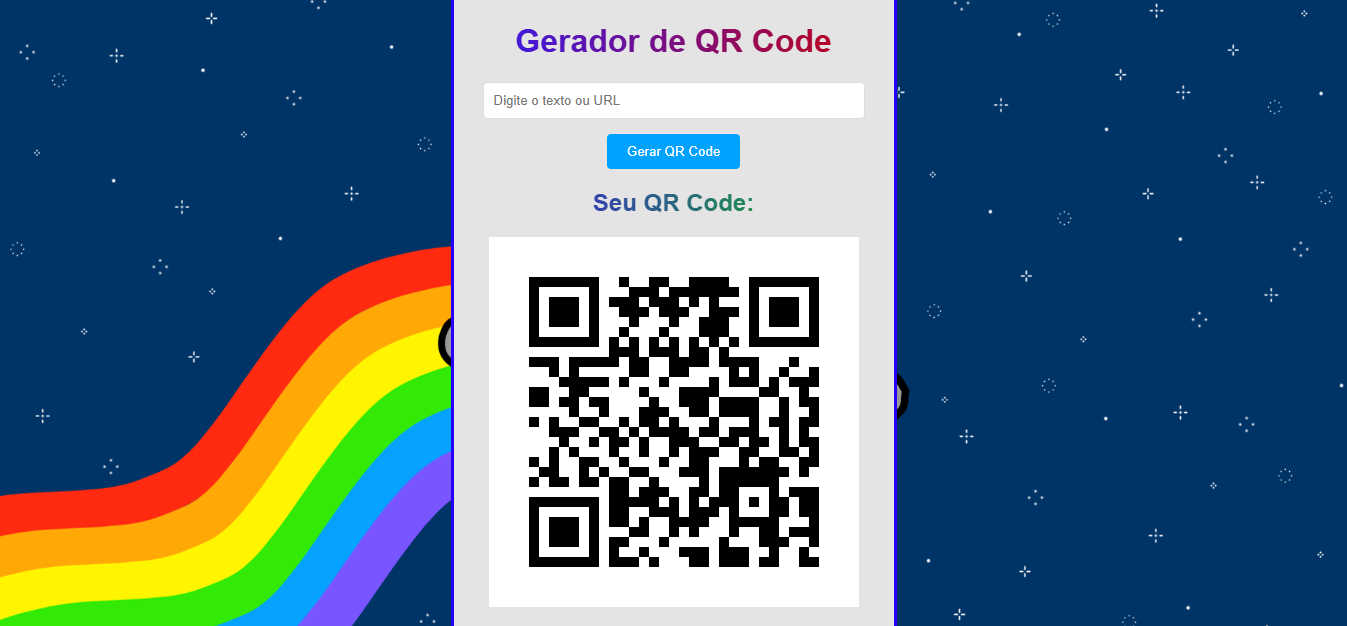 Gerador de QR Code
Digite o texto ou URL
Gerar QR Code
Seu QR Code: